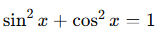 sin² x + cos² x = 1